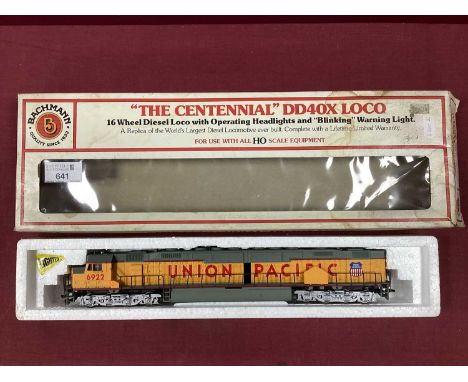 BACHMANN
5
QUALITY SINCE 1833
"THE CENTENNIAL" DD40X LOCO
16 Wheel Diesel Loco with Operating Headlights and "Blinking" Warning Light.
A Replica of the World's Largest Diesel Locomotive ever built. Complete with a Lifetime Limited Warranty.
FOR USE WITH ALL HO SCALE EQUIPMENT
641
6922
UNION PACIFIC